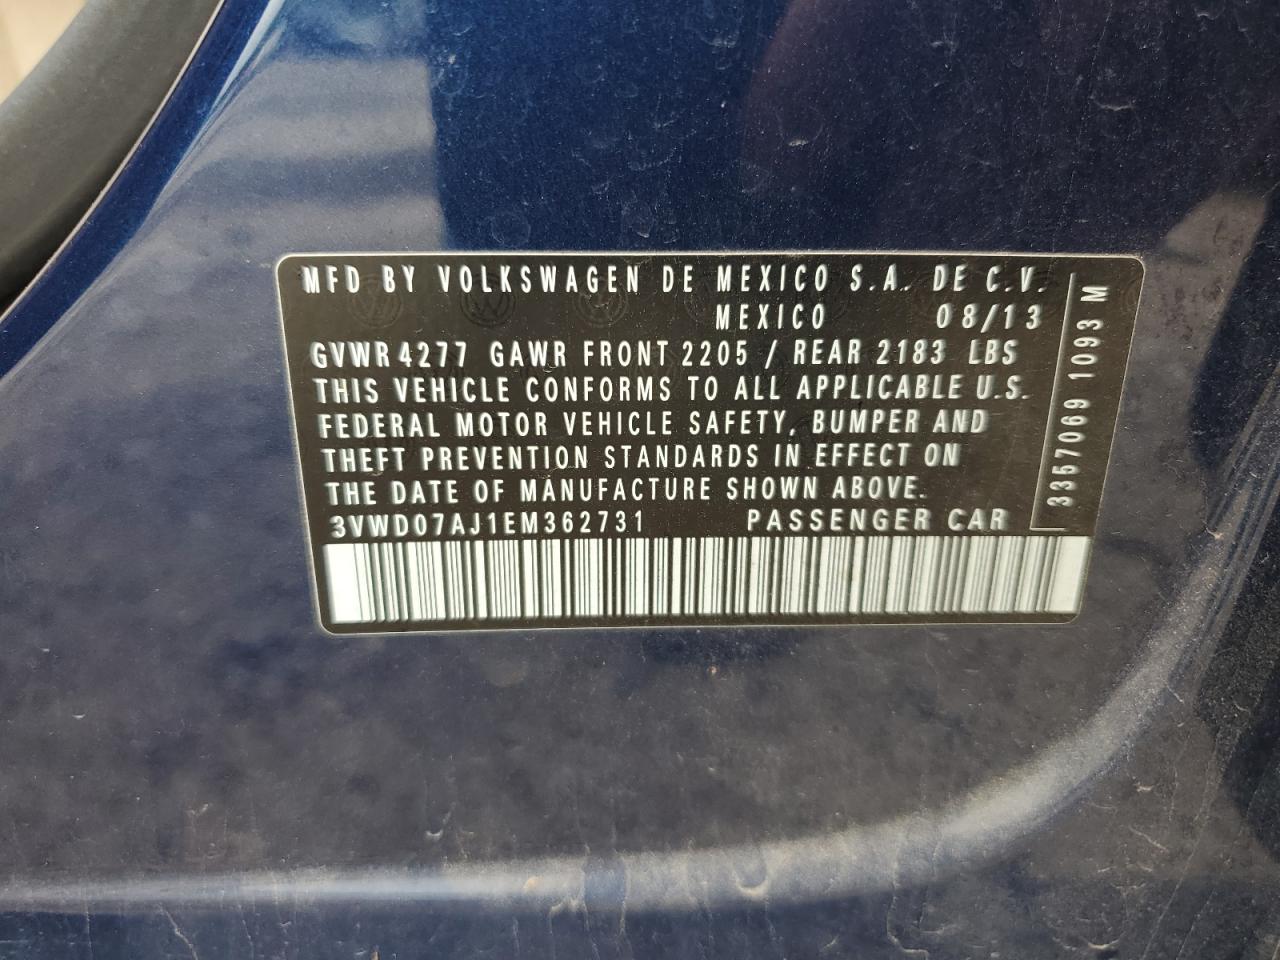 MFD BY VOLKSWAGEN DE MEXICO S.A. DE C.V.
MEXICO 08/13
GVWR 4277 GAWR FRONT 2205 / REAR 2183 LBS
THIS VEHICLE CONFORMS TO ALL APPLICABLE U.S.
FEDERAL MOTOR VEHICLE SAFETY, BUMPER AND
THEFT PREVENTION STANDARDS IN EFFECT ON
THE DATE OF MANUFACTURE SHOWN ABOVE.
3VWD07AJ1EM362731 PASSENGER CAR
3357069 1093 M